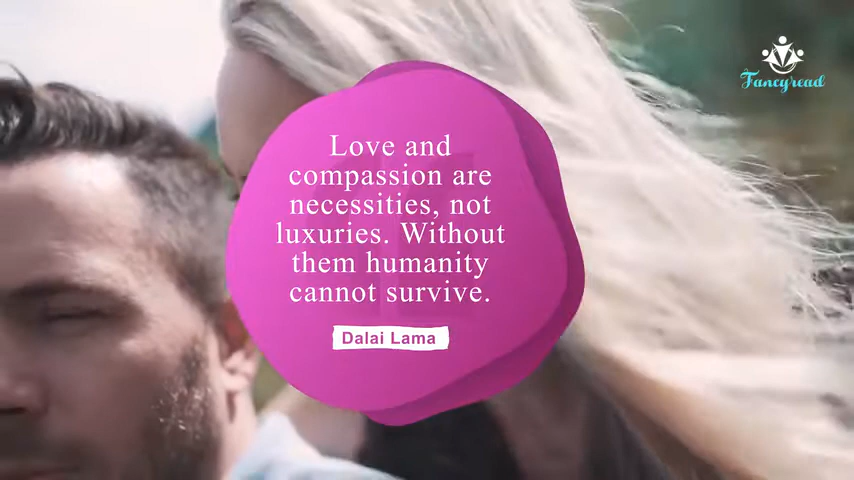 Fancyread
Love and
compassion are
necessities, not
luxuries. Without
them humanity
cannot survive.
Dalai Lama